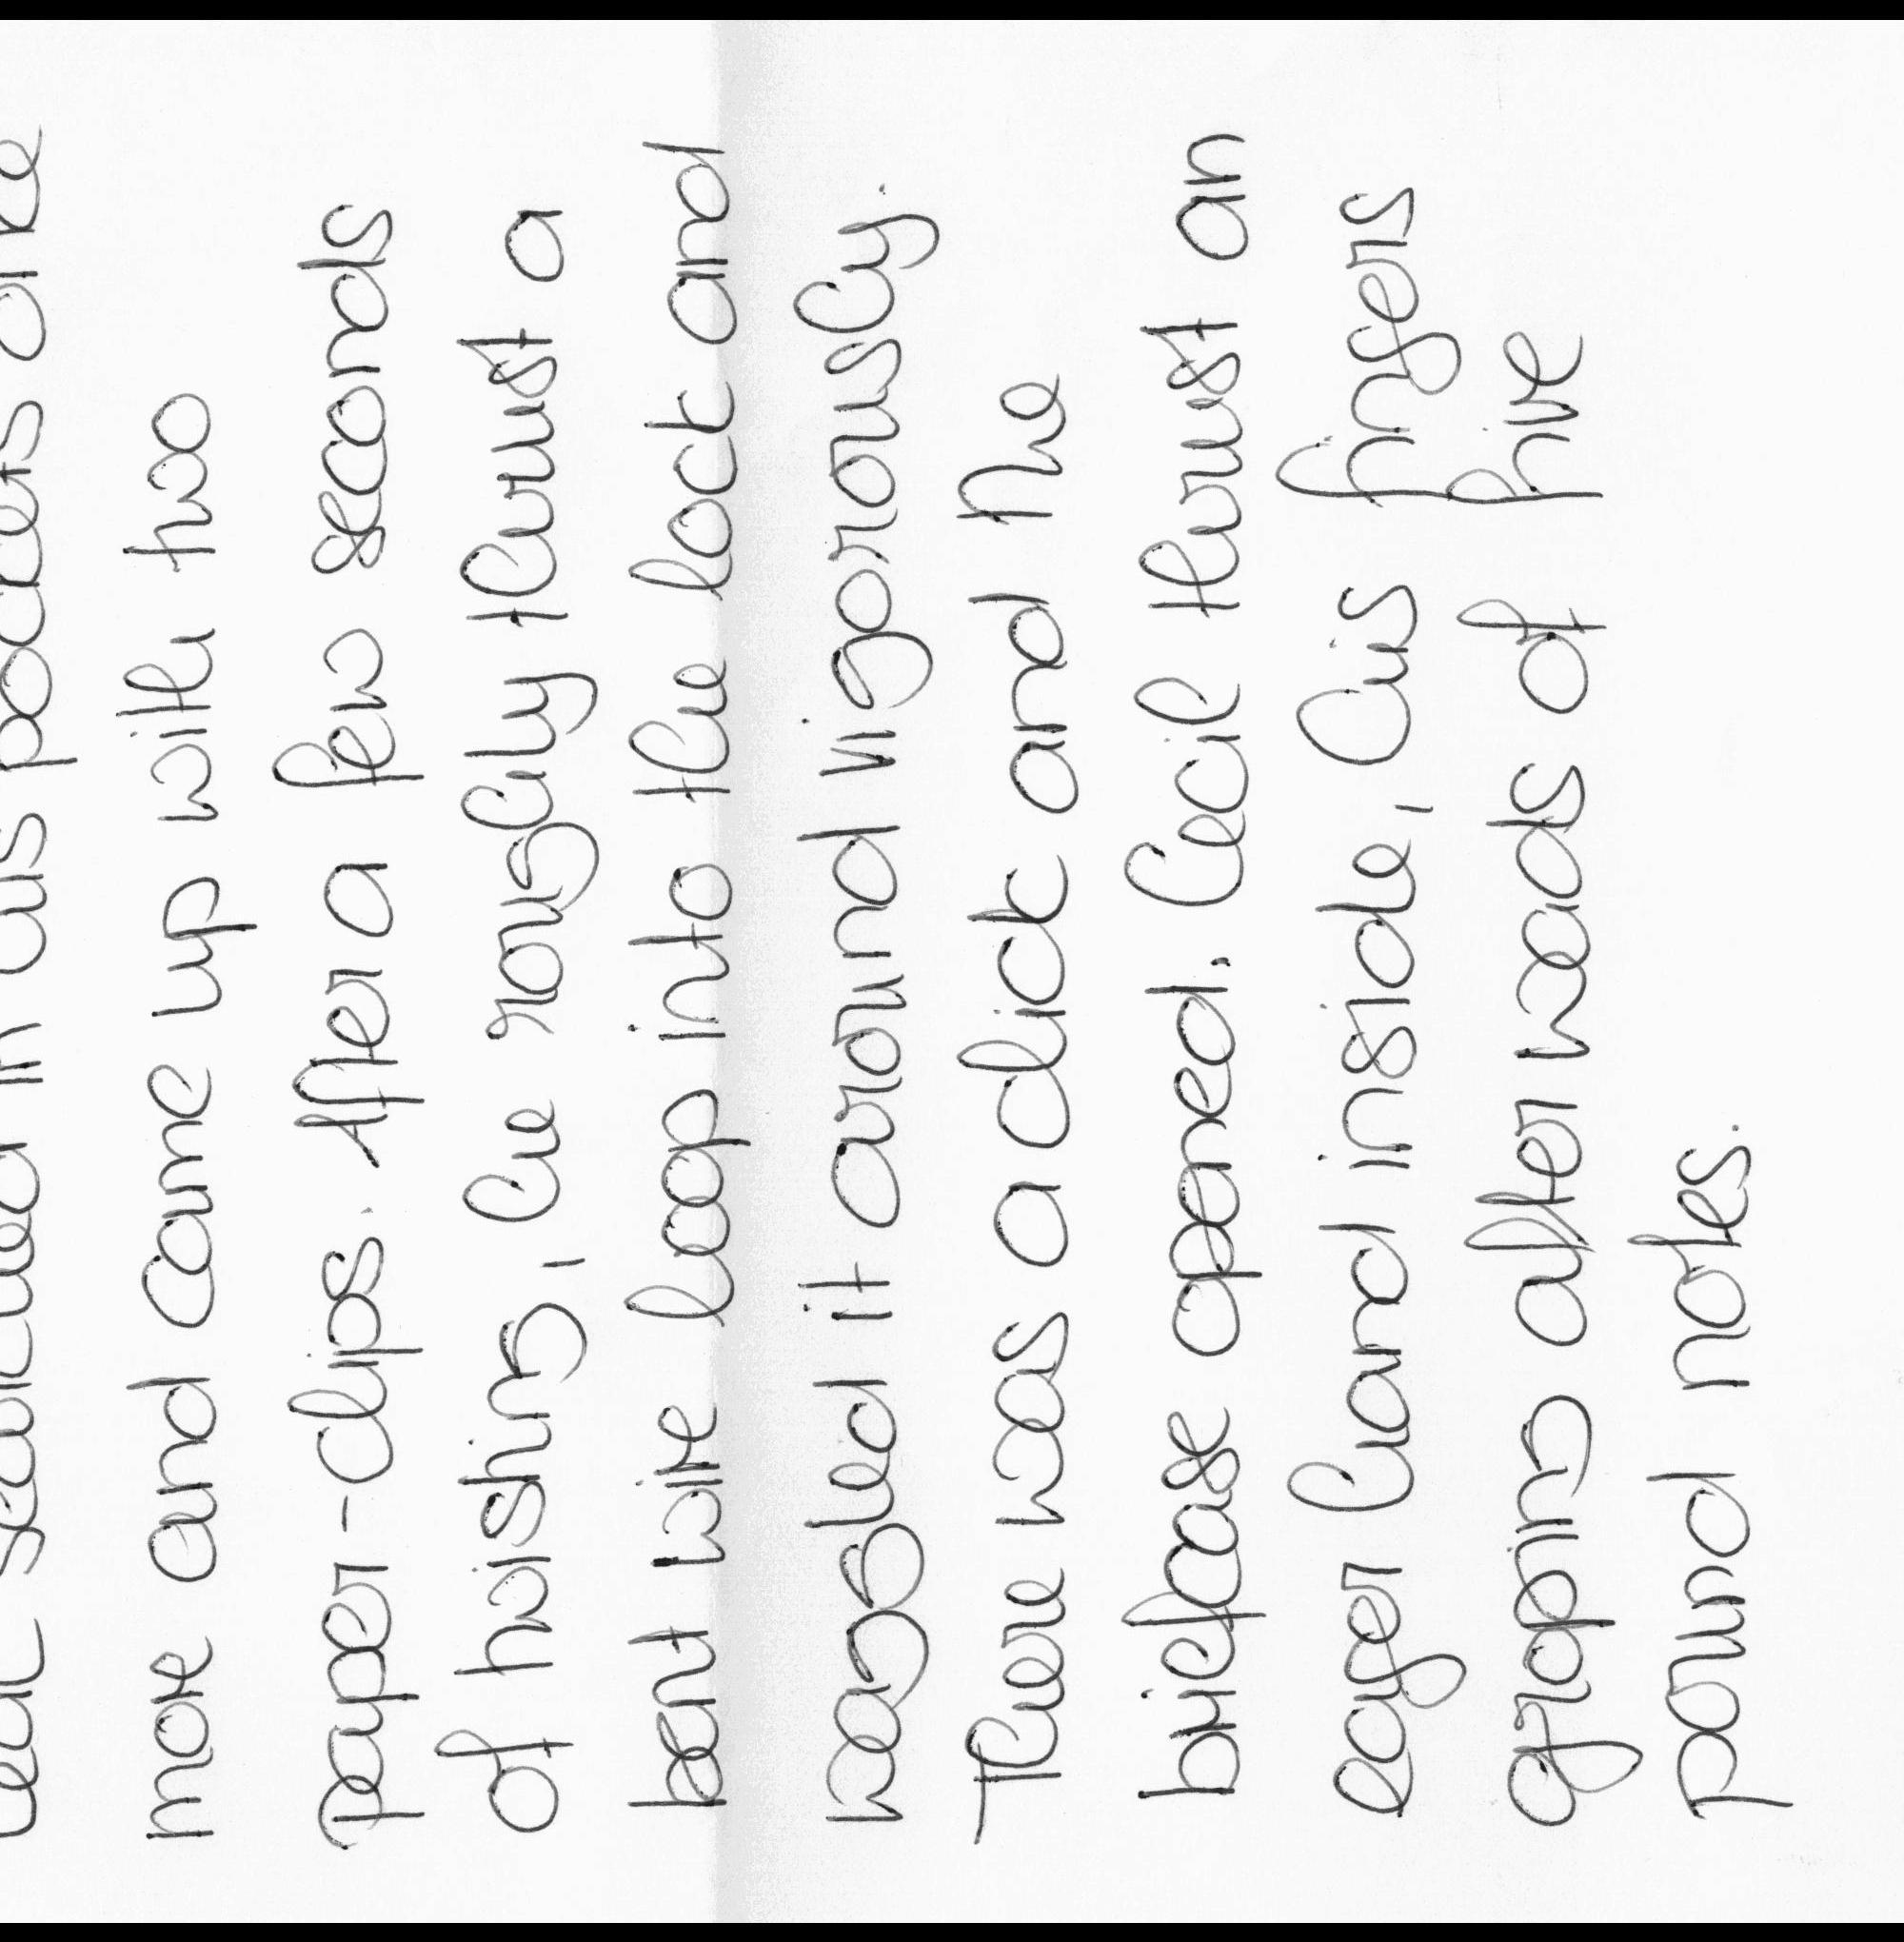 searched in his pockets once
more and came up with two
paper-clips. After a few seconds
of twisting, he roughly thrust a
bent wire loop into the lock and
waggled it around vigorously.
There was a click and the
briefcase opened. Cecil thrust an
eager hand inside, his fingers
groping after wads of five
pound notes.